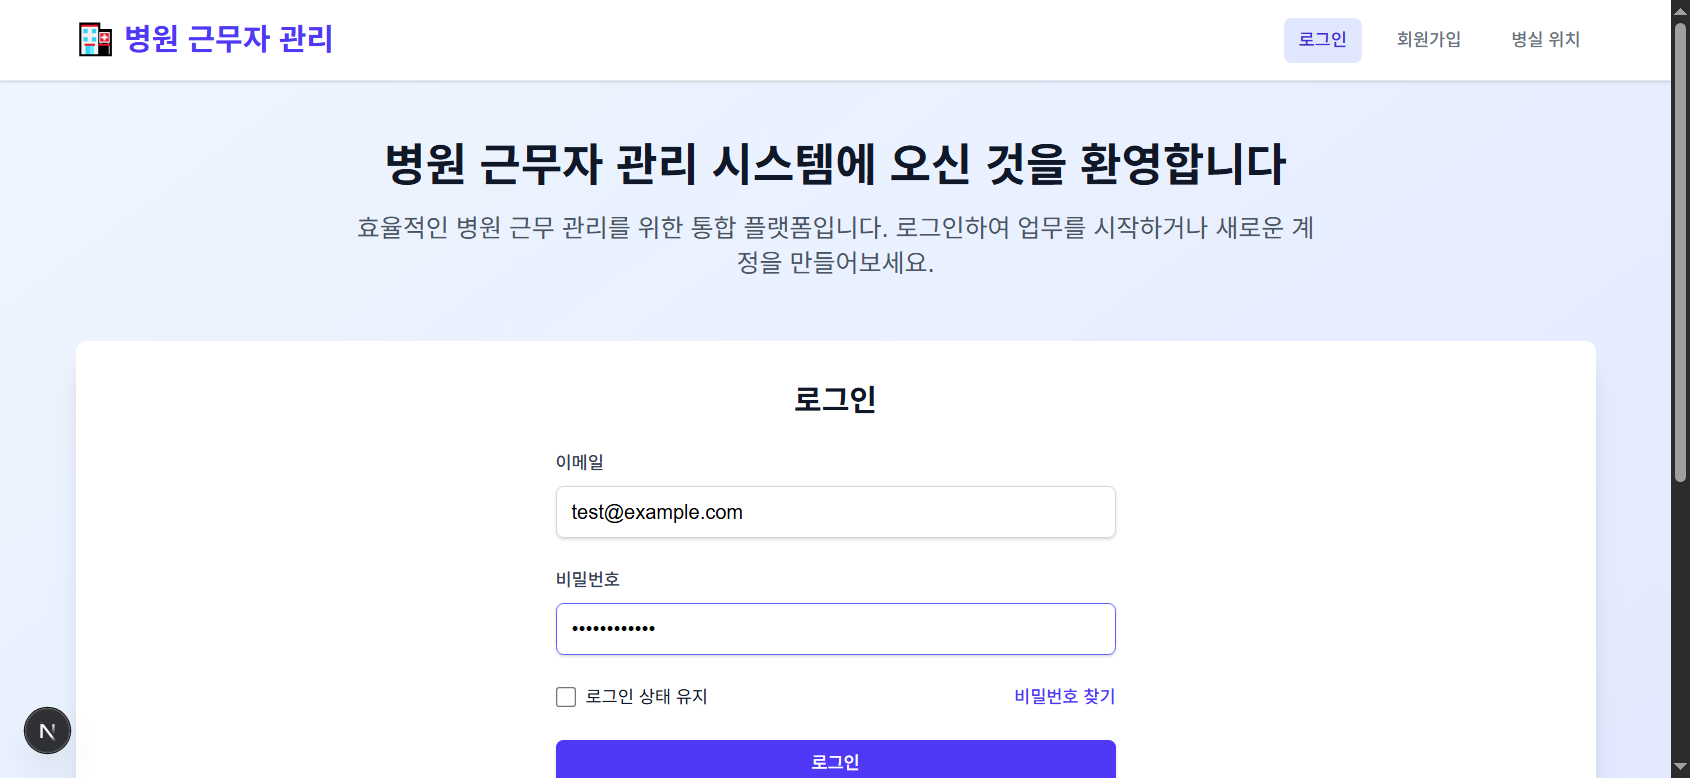 병원 근무자 관리
로그인 회원가입 병실 위치
병원 근무자 관리 시스템에 오신 것을 환영합니다
효율적인 병원 근무 관리를 위한 통합 플랫폼입니다. 로그인하여 업무를 시작하거나 새로운 계
정을 만들어보세요.
로그인
이메일
test@example.com
비밀번호
••••••••••••
로그인 상태 유지 비밀번호 찾기
N
로그인